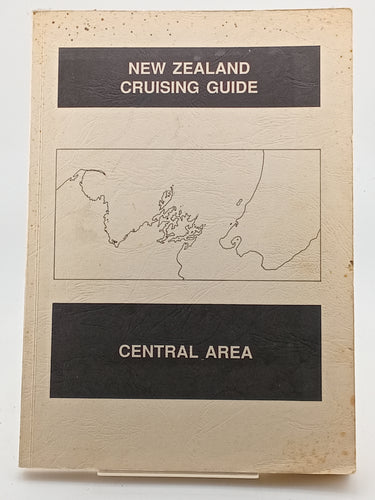 NEW ZEALAND
CRUISING GUIDE
CENTRAL AREA